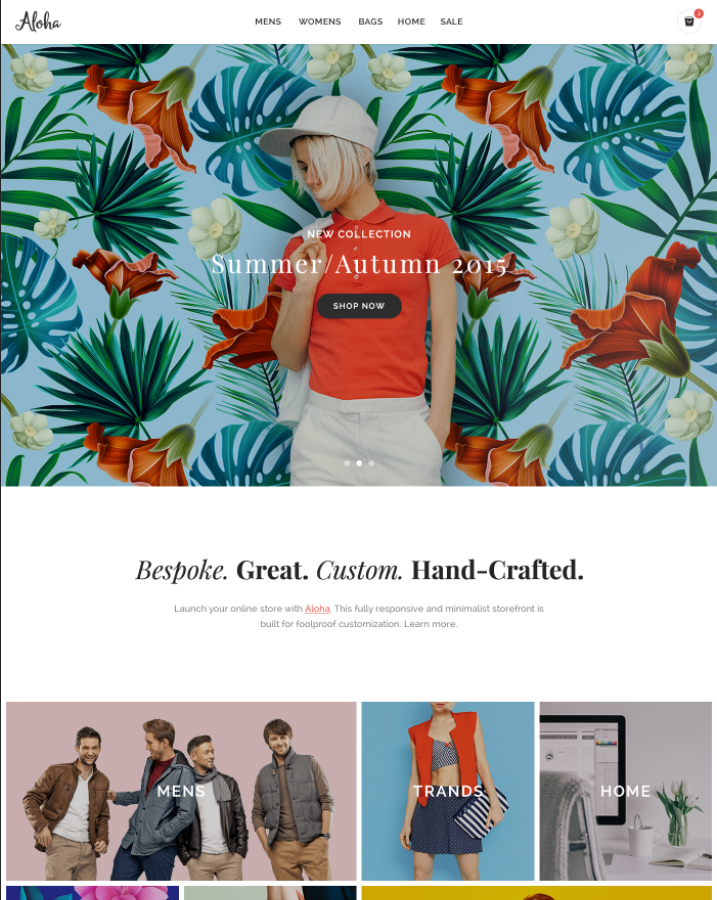 Aloha
MENS WOMENS BAGS HOME SALE
2
NEW COLLECTION
Summer/Autumn 2015
SHOP NOW
Bespoke. Great. Custom. Hand-Crafted.
Launch your online store with Aloha. This fully responsive and minimalist storefront is
built for foolproof customization. Learn more.
MENS
TRANDS
HOME